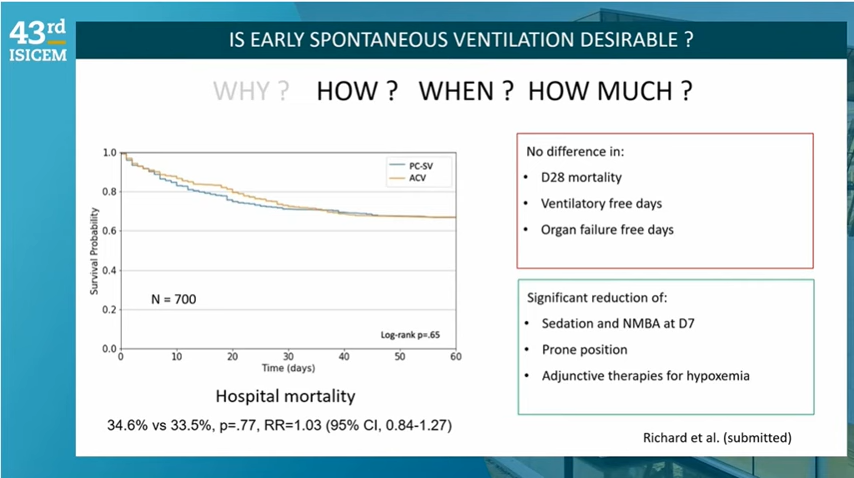 43rd
ISICEM
IS EARLY SPONTANEOUS VENTILATION DESIRABLE ?
WHY ? HOW ? WHEN ? HOW MUCH ?
1.0
0.8
0.6
0.4
0.2
0.0
Survival Probability
PC-SV
ACV
N = 700
Log-rank p=.65
0 10 20 30 40 50 60
Time (days)
Hospital mortality
34.6% vs 33.5%, p=.77, RR=1.03 (95% CI, 0.84-1.27)
No difference in:
• D28 mortality
• Ventilatory free days
• Organ failure free days
Significant reduction of:
• Sedation and NMBA at D7
• Prone position
• Adjunctive therapies for hypoxemia
Richard et al. (submitted)